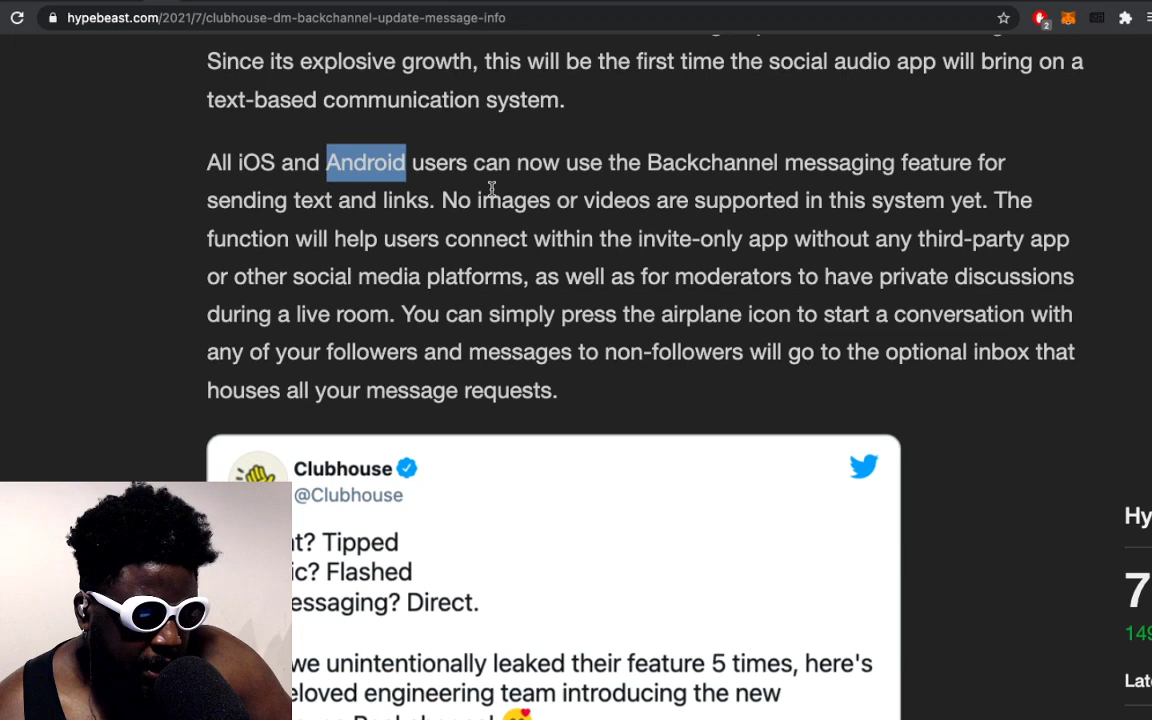 hypebeast.com/2021/7/clubhouse-dm-backchannel-update-message-info
2
Since its explosive growth, this will be the first time the social audio app will bring on a
text-based communication system.
All iOS and Android users can now use the Backchannel messaging feature for
sending text and links. No images or videos are supported in this system yet. The
function will help users connect within the invite-only app without any third-party app
or other social media platforms, as well as for moderators to have private discussions
during a live room. You can simply press the airplane icon to start a conversation with
any of your followers and messages to non-followers will go to the optional inbox that
houses all your message requests.
Clubhouse
@Clubhouse
t? Tipped
ic? Flashed
essaging? Direct.
we unintentionally leaked their feature 5 times, here's
eloved engineering team introducing the new
Hy
7
149
Lat